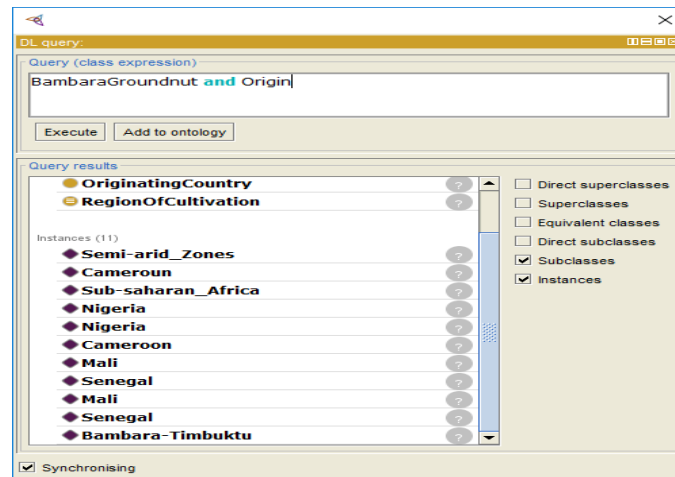 DL query:
Query (class expression)
BambaraGroundnut and Origin
Execute Add to ontology
Query results
OriginatingCountry
RegionOfCultivation
Instances (11)
Semi-arid_Zones
Cameroun
Sub-saharan_Africa
Nigeria
Nigeria
Cameroon
Mali
Senegal
Mali
Senegal
Bambara-Timbuktu
Direct superclasses
Superclasses
Equivalent classes
Direct subclasses
Subclasses
Instances
Synchronising